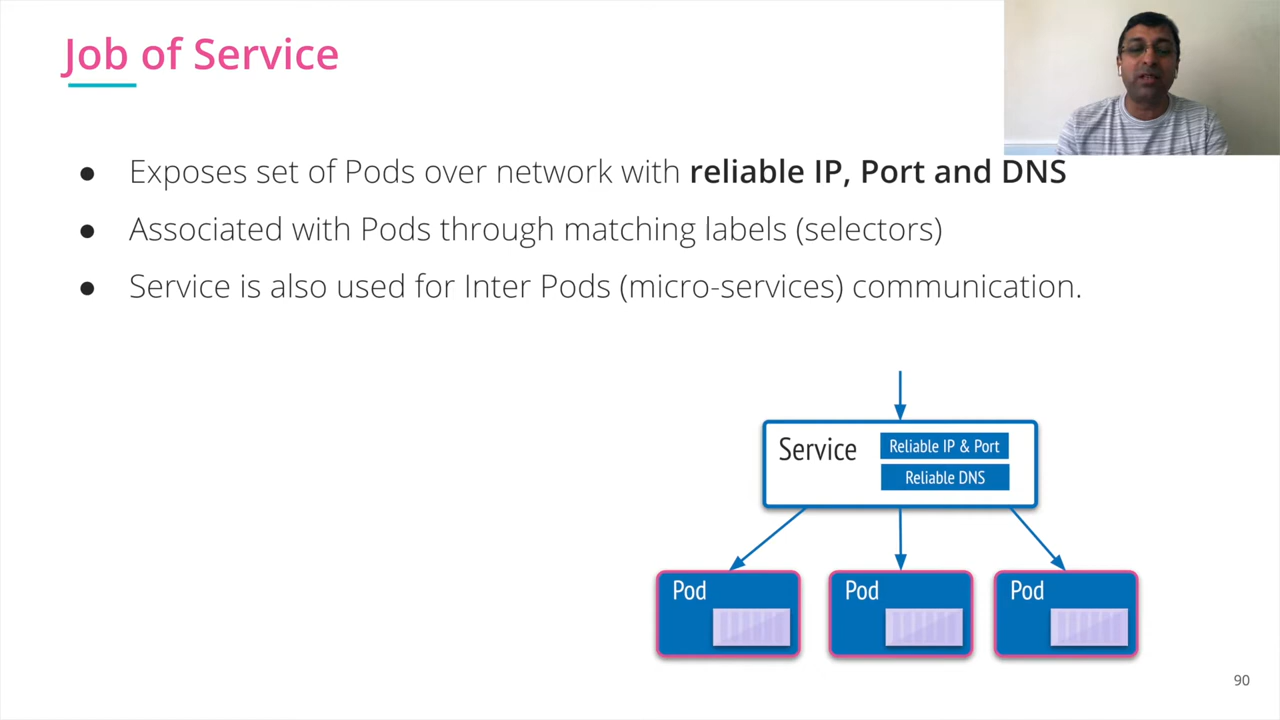 Job of Service
● Exposes set of Pods over network with reliable IP, Port and DNS
● Associated with Pods through matching labels (selectors)
● Service is also used for Inter Pods (micro-services) communication.
Service
Reliable IP & Port
Reliable DNS
Pod
Pod
Pod
90